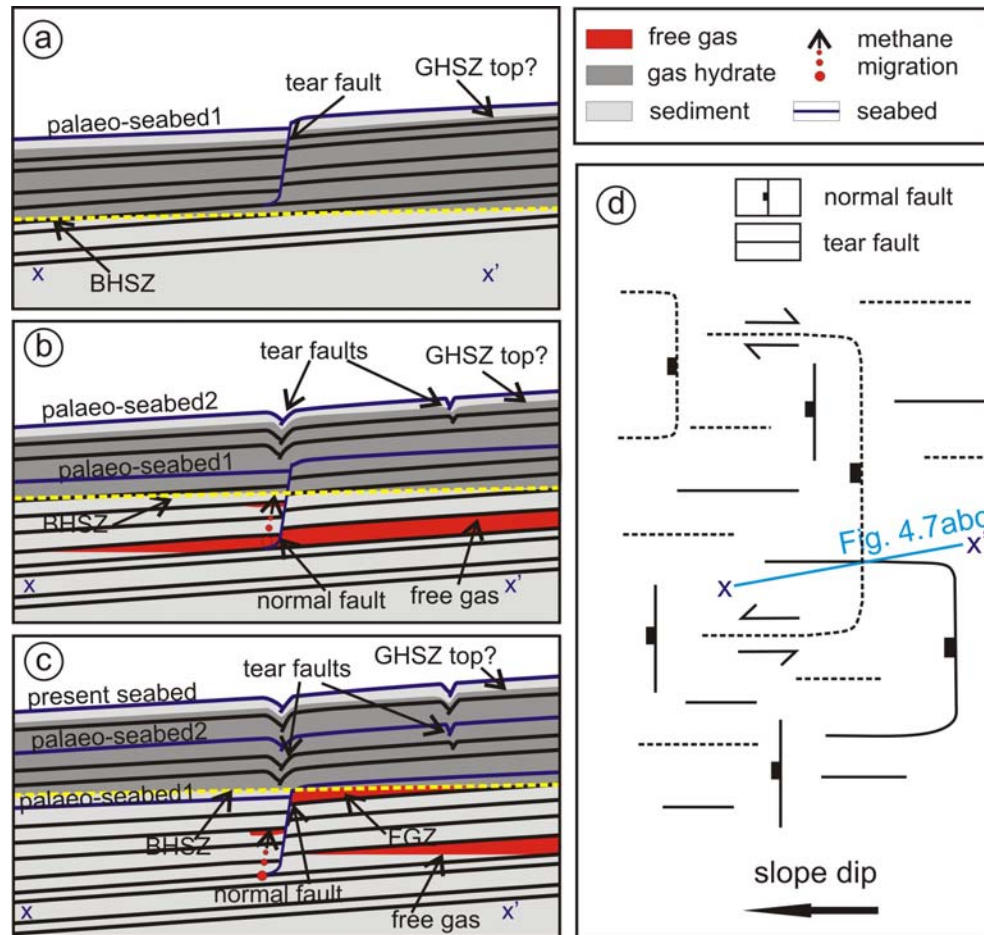 a
tear fault
GHSZ top?
palaeo-seabed1
BHSZ
x
x'
b
tear faults
GHSZ top?
palaeo-seabed2
palaeo-seabed1
BHSZ
x
normal fault
free gas
x'
c
tear faults
GHSZ top?
present seabed
palaeo-seabed2
palaeo-seabed1
BHSZ
FGZ
normal fault
free gas
x
x'
free gas
methane
migration
gas hydrate
sediment
seabed
d
normal fault
tear fault
Fig. 4.7abc
x
x'
slope dip